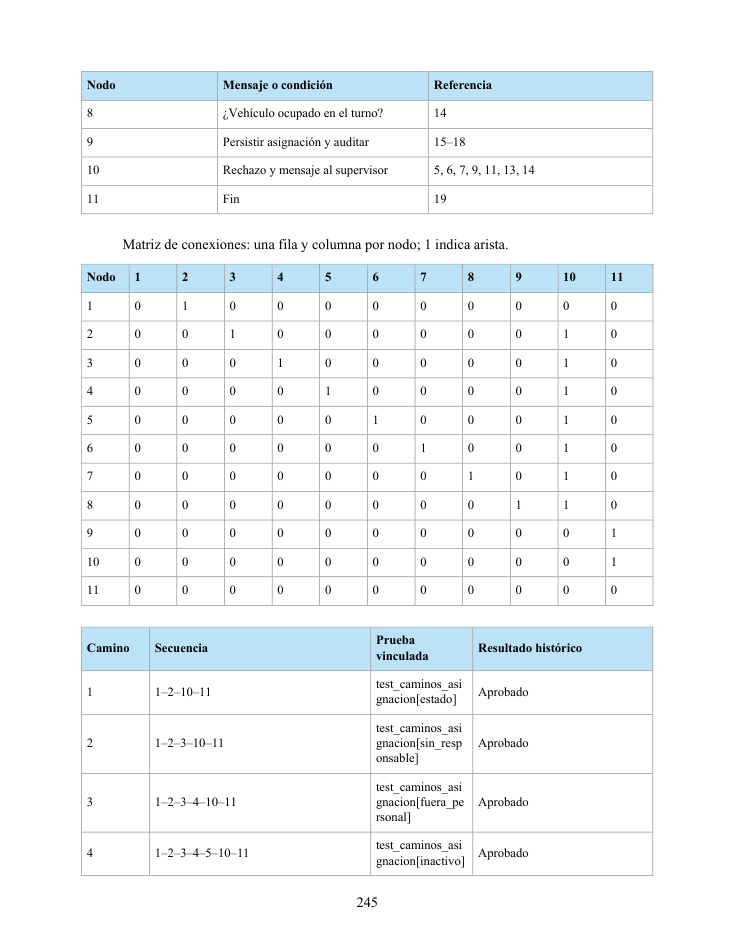 Nodo Mensaje o condición Referencia
8 ¿Vehículo ocupado en el turno? 14
9 Persistir asignación y auditar 15–18
10 Rechazo y mensaje al supervisor 5, 6, 7, 9, 11, 13, 14
11 Fin 19
Matriz de conexiones: una fila y columna por nodo; 1 indica arista.
Nodo 1 2 3 4 5 6 7 8 9 10 11
1 0 1 0 0 0 0 0 0 0 0 0
2 0 0 1 0 0 0 0 0 0 1 0
3 0 0 0 1 0 0 0 0 0 1 0
4 0 0 0 0 1 0 0 0 0 1 0
5 0 0 0 0 0 1 0 0 0 1 0
6 0 0 0 0 0 0 1 0 0 1 0
7 0 0 0 0 0 0 0 1 0 1 0
8 0 0 0 0 0 0 0 0 1 1 0
9 0 0 0 0 0 0 0 0 0 0 1
10 0 0 0 0 0 0 0 0 0 0 1
11 0 0 0 0 0 0 0 0 0 0 0
Camino Secuencia Prueba
vinculada Resultado histórico
1 1–2–10–11 test_caminos_asi
gnacion[estado] Aprobado
2 1–2–3–10–11 test_caminos_asi
gnacion[sin_resp
onsable] Aprobado
3 1–2–3–4–10–11 test_caminos_asi
gnacion[fuera_pe
rsonal] Aprobado
4 1–2–3–4–5–10–11 test_caminos_asi
gnacion[inactivo] Aprobado
245